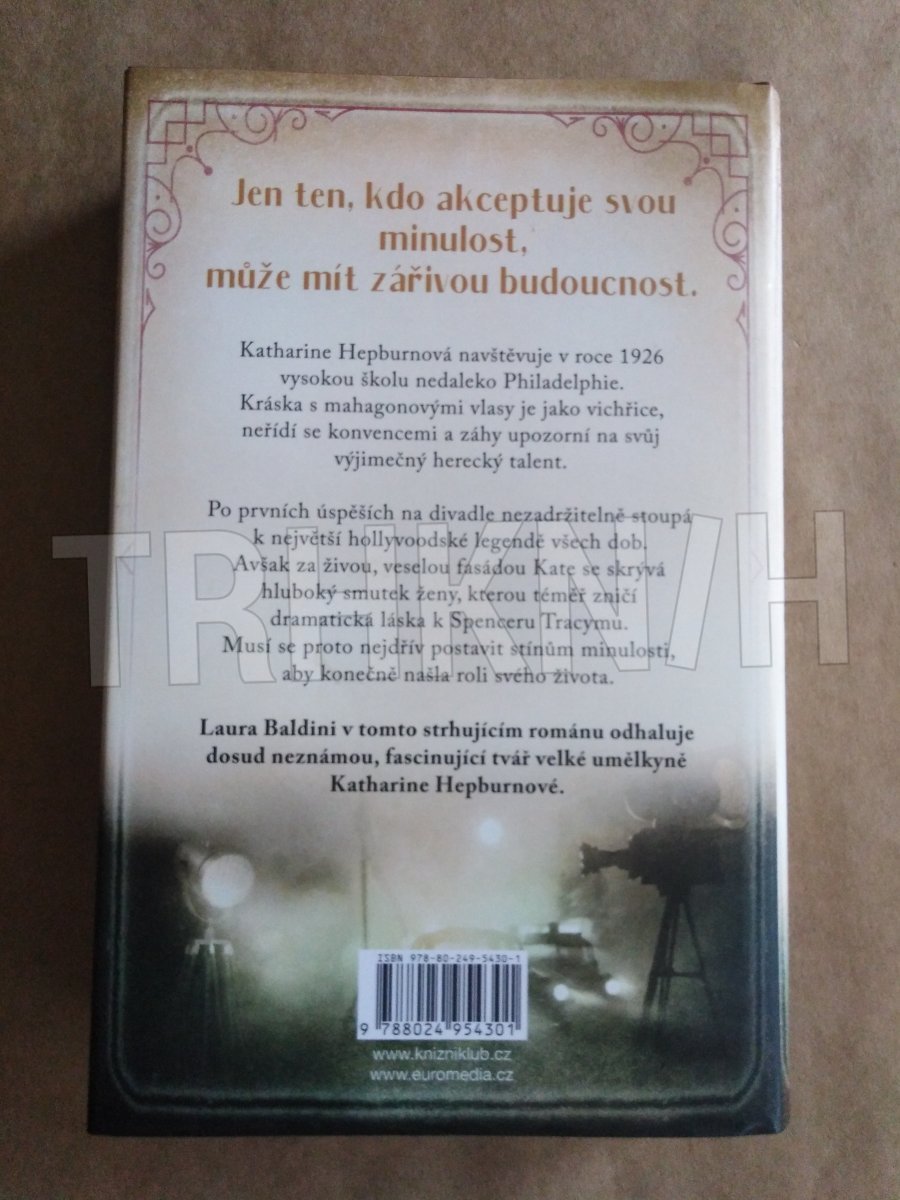 Jen ten, kdo akceptuje svou
minulost,
může mít zářivou budoucnost.
Katharine Hepburnová navštěvuje v roce 1926
vysokou školu nedaleko Philadelphie.
Kráska s mahagonovými vlasy je jako vichřice,
neřídí se konvencemi a záhy upozorní na svůj
výjimečný herecký talent.
Po prvních úspěších na divadle nezadržitelně stoupá
k největší hollyvoodské legendě všech dob.
Avšak za živou, veselou fasádou Kate se skrývá
hluboký smutek ženy, kterou téměř zničí
dramatická láska k Spenceru Tracymu.
Musí se proto nejdřív postavit stínům minulosti,
aby konečně našla roli svého života.
Laura Baldini v tomto strhujícím románu odhaluje
dosud neznámou, fascinující tvář velké umělkyně
Katharine Hepburnové.
ISBN 978-80-249-5430-1
9 788024 954301
www.knizniklub.cz
www.euromedia.cz